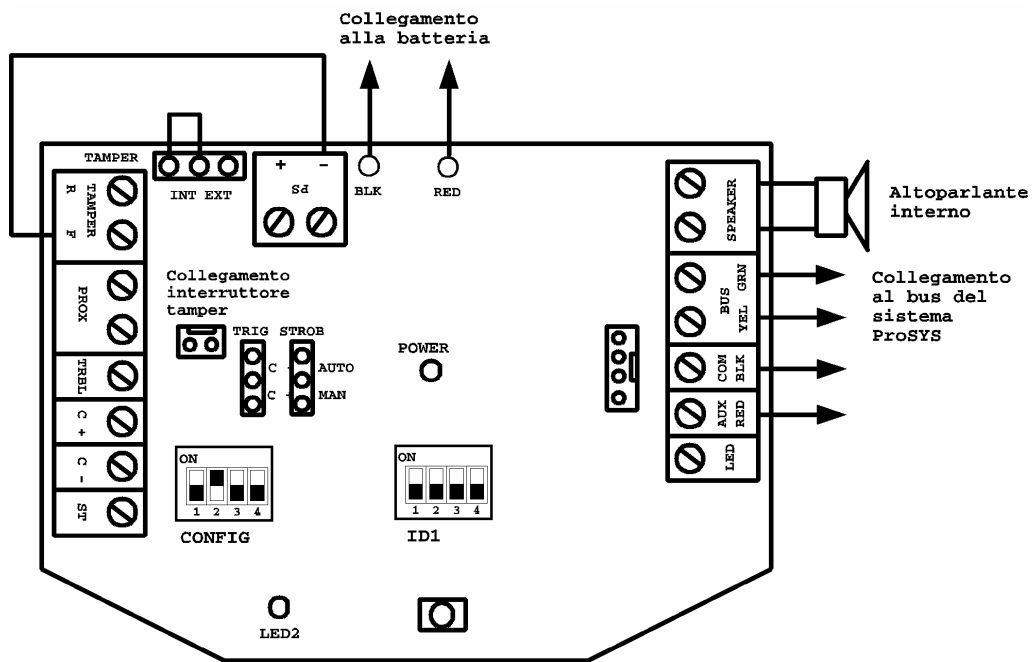 Collegamento
alla batteria
TAMPER
INT EXT
+ -
PS
BLK
RED
TAMPER
R F
PROX
TRBL
C +
C -
ST
Collegamento
interruttore
tamper
TRIG STROB
C - AUTO
C + MAN
POWER
ON
1 2 3 4
CONFIG
ON
1 2 3 4
ID1
LED2
SPEAKER
BUS
GRN
YEL
COM
BLK
AUX
RED
LED
Altoparlante
interno
Collegamento
al bus del
sistema
ProSYS